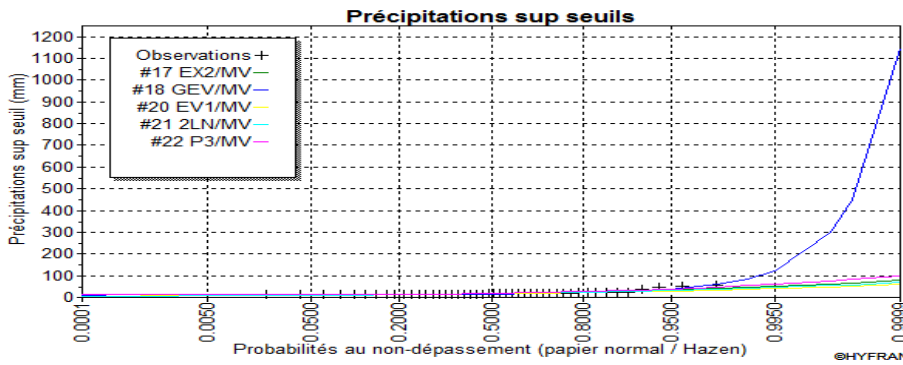 Précipitations sup seuils
Précipitations sup seuil (mm)
1200
1100
1000
900
800
700
600
500
400
300
200
100
0
Observations
#17 EX2/MV
#18 GEV/MV
#20 EV1/MV
#21 2LN/MV
#22 P3/MV
0.0001
0.0050
0.0500
0.2000
0.5000
0.8000
0.9500
0.9950
0.9999
Probabilités au non-dépassement (papier normal / Hazen)
©HYFRAN